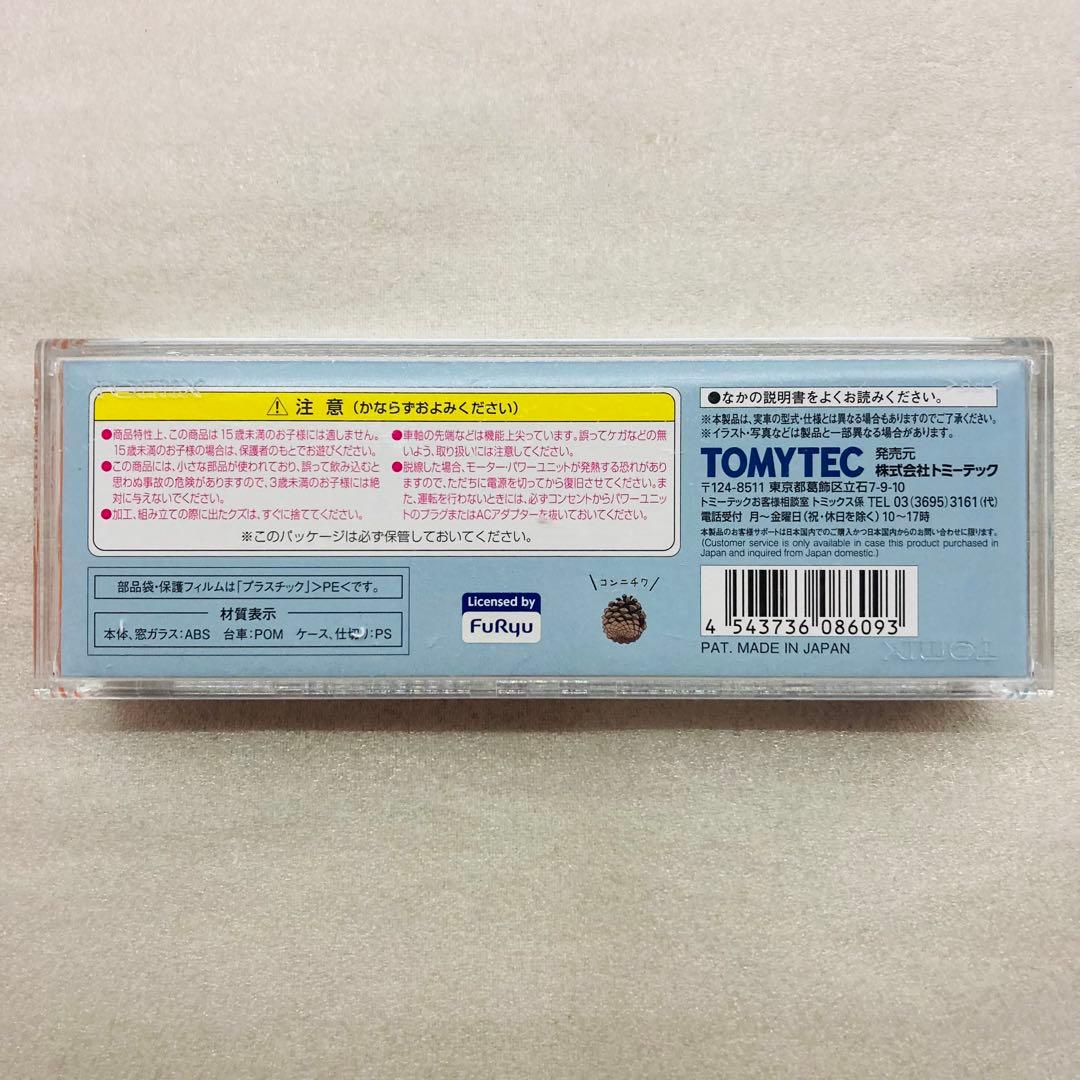 TOMIX
⚠ 注意 (かならずおよみください)
●商品特性上、この商品は15歳未満のお子様には適しません。
15歳未満のお子様の場合は、保護者のもとでお遊びください。
●この商品には、小さな部品が使われており、誤って飲み込むと
思わぬ事故の危険がありますので、3歳未満のお子様には絶
対に与えないでください。
●加工、組み立ての際に出たクズは、すぐに捨ててください。
●車軸の先端などは機能上尖っています。誤ってケガなどの無
いよう、取り扱いには注意してください。
●脱線した場合、モーター・パワーユニットが発熱する恐れがあり
ますので、ただちに電源を切ってから復旧させてください。ま
た、運転を行わないときには、必ずコンセントからパワーユニット
のプラグまたはACアダプターを抜いておいてください。
※このパッケージは必ず保管しておいてください。
部品袋・保護フィルムは「プラスチック」>PE<です。
材質表示
本体、窓ガラス:ABS 台車:POM ケース、仕切り:PS
Licensed by
FuRyu
コンニチワ
●なかの説明書をよくお読みください。
※本製品は、実車の型式・仕様とは異なる場合もありますのでご了承ください。
※イラスト・写真などは製品と一部異なる場合があります。
TOMYTEC 発売元
株式会社トミーテック
〒124-8511 東京都葛飾区立石7-9-10
トミーテックお客様相談室 トミックス係 TEL 03(3695)3161(代)
電話受付 月〜金曜日(祝・休日を除く)10〜17時
本製品のお客様サポートは日本国内でのご購入かつ日本国内からのお問い合わせに限ります。
(Customer service is only available in case this product purchased in
Japan and inquired from Japan domestic.)
4 543736 086093
PAT. MADE IN JAPAN
TOMIX